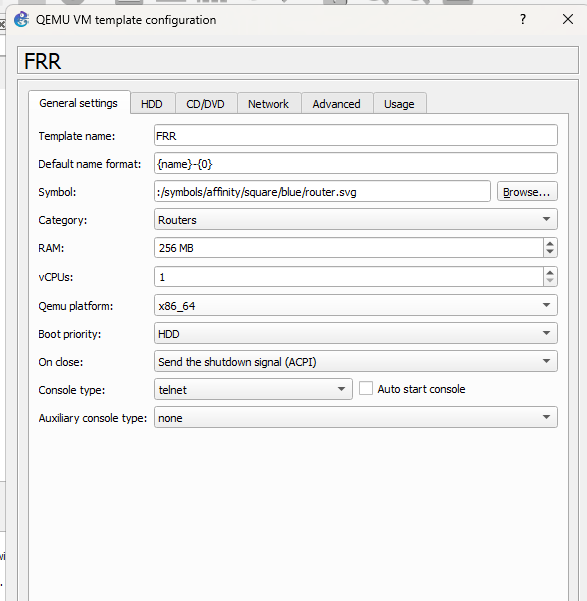 QEMU VM template configuration
?
FRR
General settings HDD CD/DVD Network Advanced Usage
Template name: FRR
Default name format: {name}-{0}
Symbol: :/symbols/affinity/square/blue/router.svg Browse...
Category: Routers
RAM: 256 MB
vCPUs: 1
Qemu platform: x86_64
Boot priority: HDD
On close: Send the shutdown signal (ACPI)
Console type: telnet Auto start console
Auxiliary console type: none